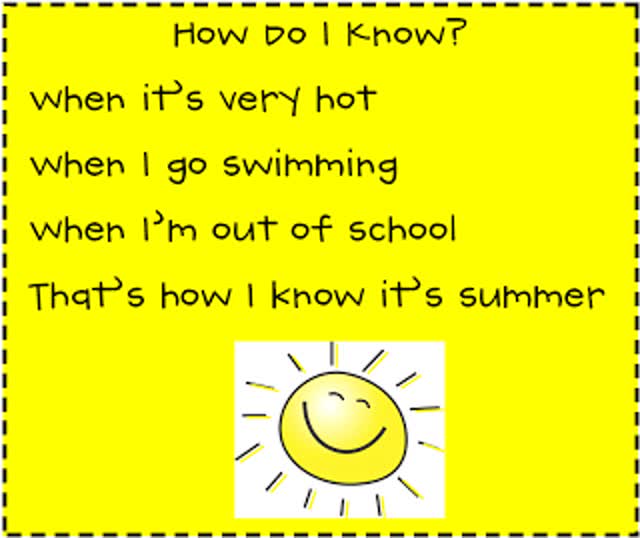 How Do I Know?
When it's very hot
When I go swimming
When I'm out of school
That's how I know it's summer